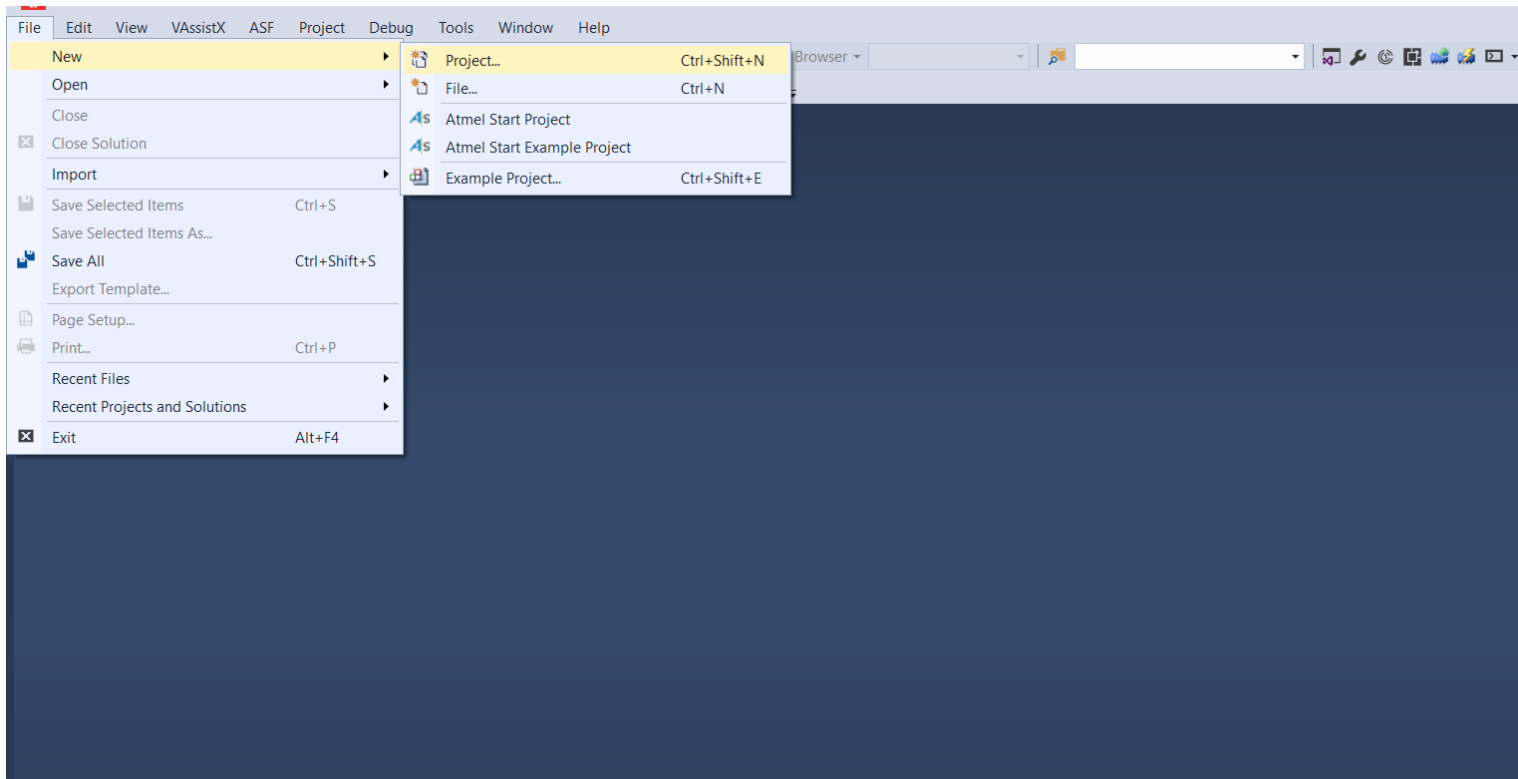 File Edit View VAssistX ASF Project Debug Tools Window Help
New
Open
Close
Close Solution
Import
Save Selected Items Ctrl+S
Save Selected Items As...
Save All Ctrl+Shift+S
Export Template...
Page Setup...
Print... Ctrl+P
Recent Files
Recent Projects and Solutions
Exit Alt+F4
Project... Ctrl+Shift+N
File... Ctrl+N
Atmel Start Project
Atmel Start Example Project
Example Project... Ctrl+Shift+E
Browser